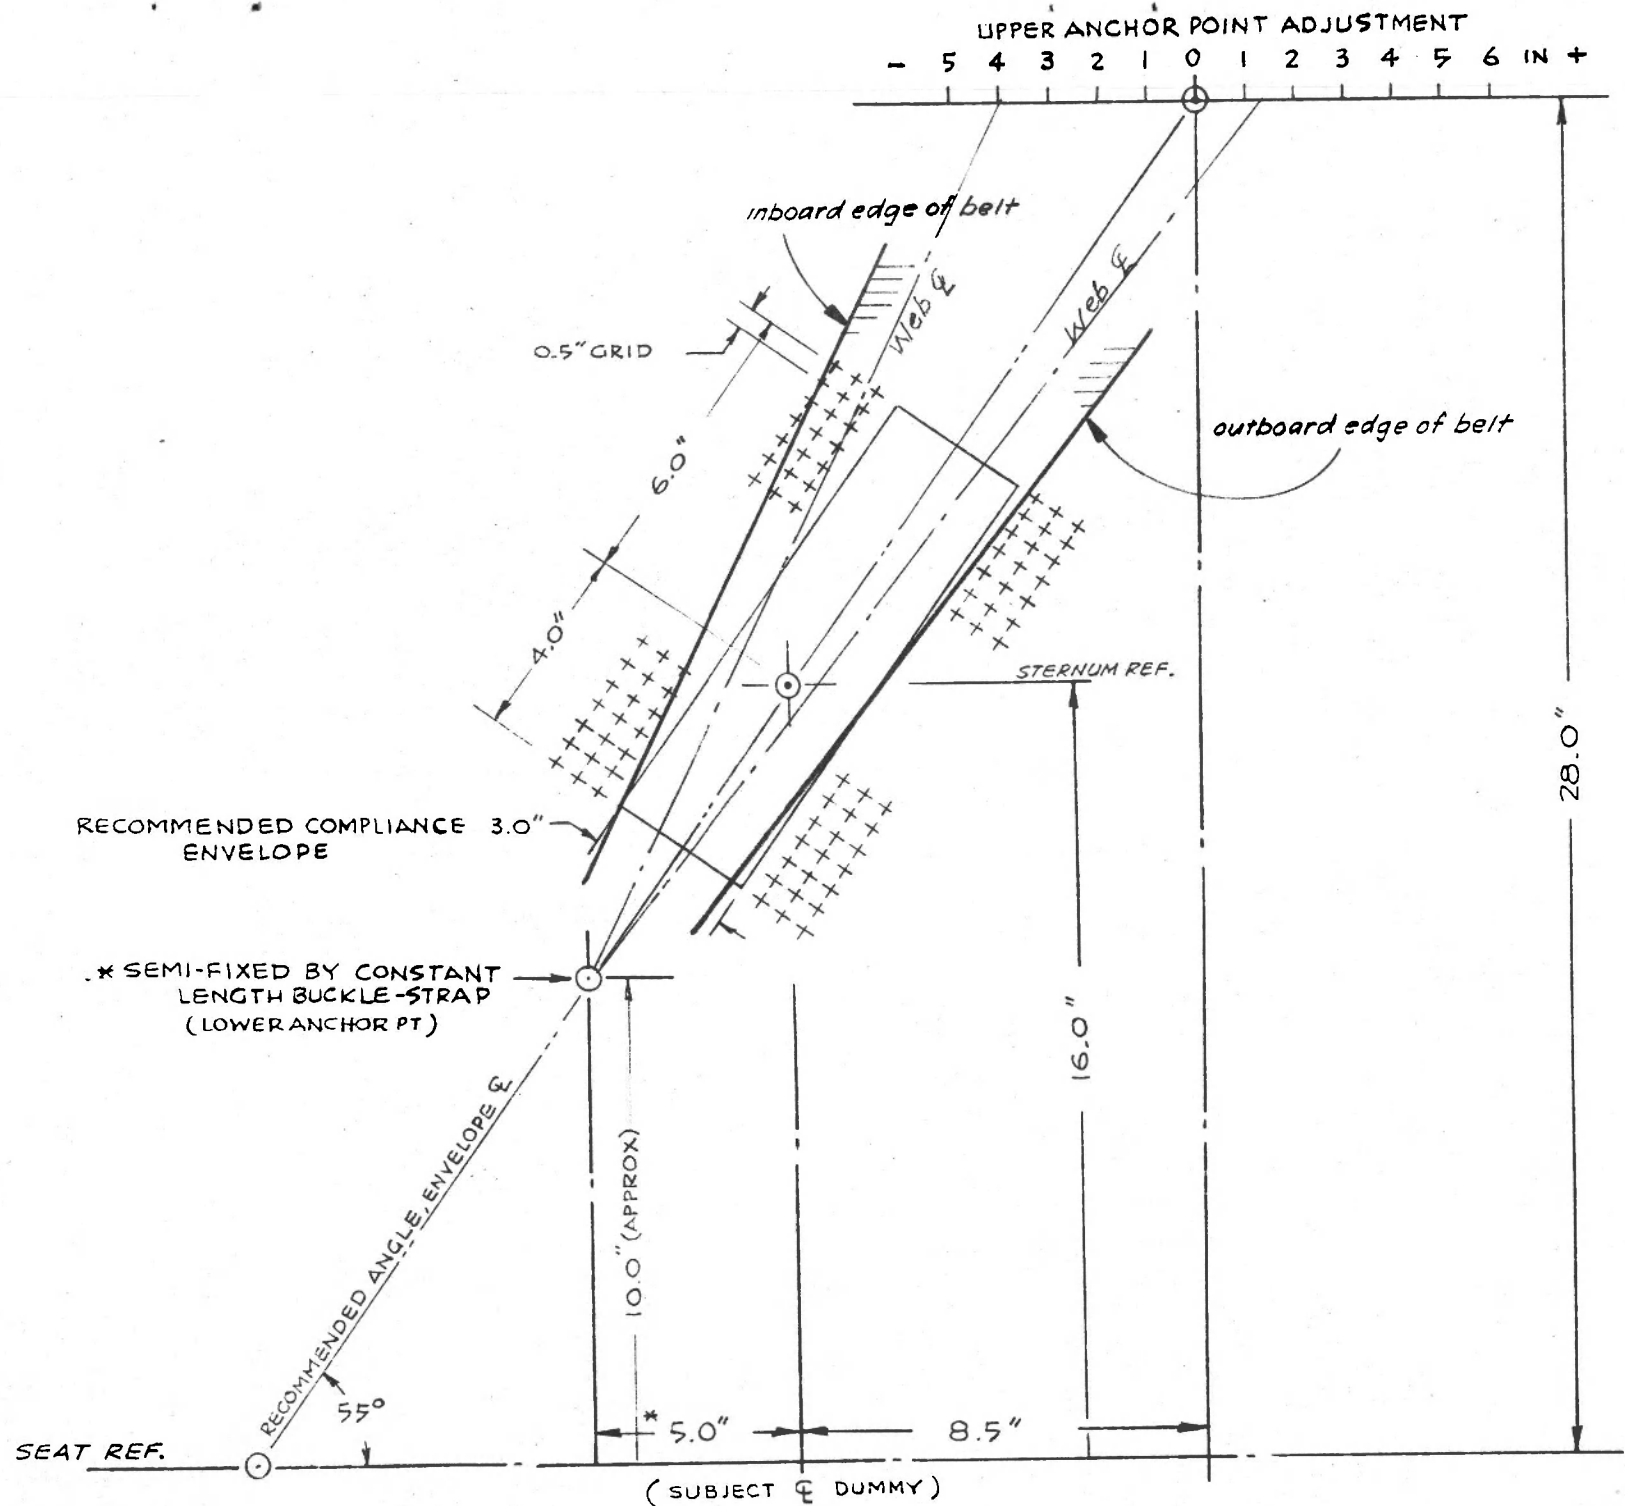 UPPER ANCHOR POINT ADJUSTMENT
- 5 4 3 2 1 0 1 2 3 4 5 6 IN +
inboard edge of belt
Web ℄
Web ℄
0.5" GRID
outboard edge of belt
6.0"
4.0"
STERNUM REF.
28.0"
RECOMMENDED COMPLIANCE 3.0"
ENVELOPE
* SEMI-FIXED BY CONSTANT
LENGTH BUCKLE-STRAP
(LOWER ANCHOR PT)
16.0"
RECOMMENDED ANGLE, ENVELOPE ℄
10.0" (APPROX)
55°
* 5.0"
8.5"
SEAT REF.
(SUBJECT ℄ DUMMY)